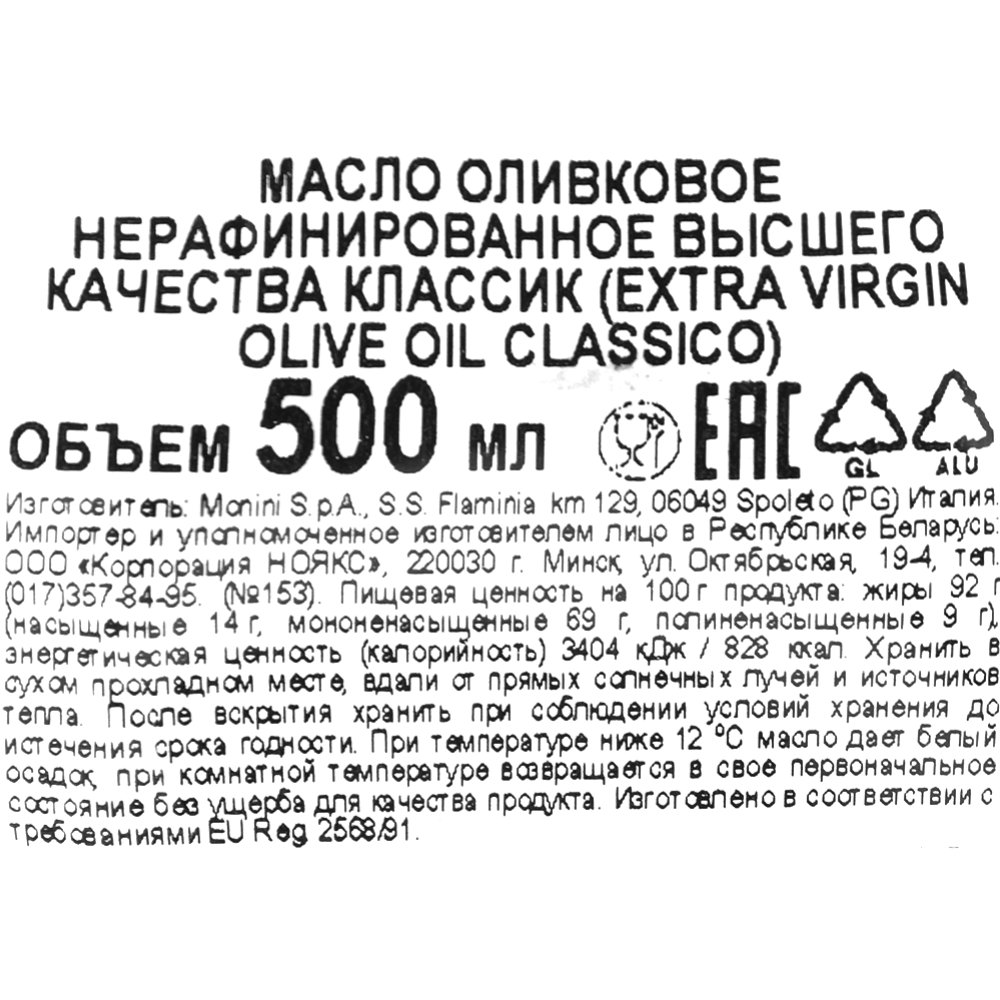 МАСЛО ОЛИВКОВОЕ
НЕРАФИНИРОВАННОЕ ВЫСШЕГО
КАЧЕСТВА КЛАССИК (EXTRA VIRGIN
OLIVE OIL CLASSICO)
ОБЪЕМ 500 МЛ
EAC
GL ALU
Изготовитель: Monini S.p.A., S.S. Flaminia km 129, 06049 Spoleto (PG) Италия.
Импортер и уполномоченное изготовителем лицо в Республике Беларусь:
ООО «Корпорация НОЯКС», 220030 г. Минск, ул. Октябрьская, 19-4, тел.
(017)357-84-95. (№153). Пищевая ценность на 100 г продукта: жиры 92 г
(насыщенные 14 г, мононенасыщенные 69 г, полиненасыщенные 9 г),
энергетическая ценность (калорийность) 3404 кДж / 828 ккал. Хранить в
сухом прохладном месте, вдали от прямых солнечных лучей и источников
тепла. После вскрытия хранить при соблюдении условий хранения до
истечения срока годности. При температуре ниже 12 °С масло дает белый
осадок, при комнатной температуре возвращается в свое первоначальное
состояние без ущерба для качества продукта. Изготовлено в соответствии с
требованиями EU Reg 2568/91.